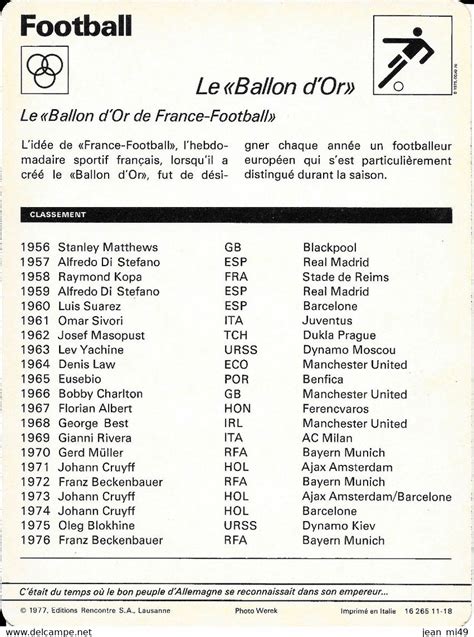 Football
Le «Ballon d'Or»
Le «Ballon d'Or de France-Football»
L'idée de «France-Football», l'hebdo-
madaire sportif français, lorsqu'il a
créé le «Ballon d'Or», fut de dési-
gner chaque année un footballeur
européen qui s'est particulièrement
distingué durant la saison.
CLASSEMENT
1956 Stanley Matthews GB Blackpool
1957 Alfredo Di Stefano ESP Real Madrid
1958 Raymond Kopa FRA Stade de Reims
1959 Alfredo Di Stefano ESP Real Madrid
1960 Luis Suarez ESP Barcelone
1961 Omar Sivori ITA Juventus
1962 Josef Masopust TCH Dukla Prague
1963 Lev Yachine URSS Dynamo Moscou
1964 Denis Law ECO Manchester United
1965 Eusebio POR Benfica
1966 Bobby Charlton GB Manchester United
1967 Florian Albert HON Ferencvaros
1968 George Best IRL Manchester United
1969 Gianni Rivera ITA AC Milan
1970 Gerd Müller RFA Bayern Munich
1971 Johann Cruyff HOL Ajax Amsterdam
1972 Franz Beckenbauer RFA Bayern Munich
1973 Johann Cruyff HOL Ajax Amsterdam/Barcelone
1974 Johann Cruyff HOL Barcelone
1975 Oleg Blokhine URSS Dynamo Kiev
1976 Franz Beckenbauer RFA Bayern Munich
C'était du temps où le bon peuple d'Allemagne se reconnaissait dans son empereur...
© 1977, Editions Rencontre S.A., Lausanne Photo Werek Imprimé en Italie 16 265 11-18
www.delcampe.net jean mi49